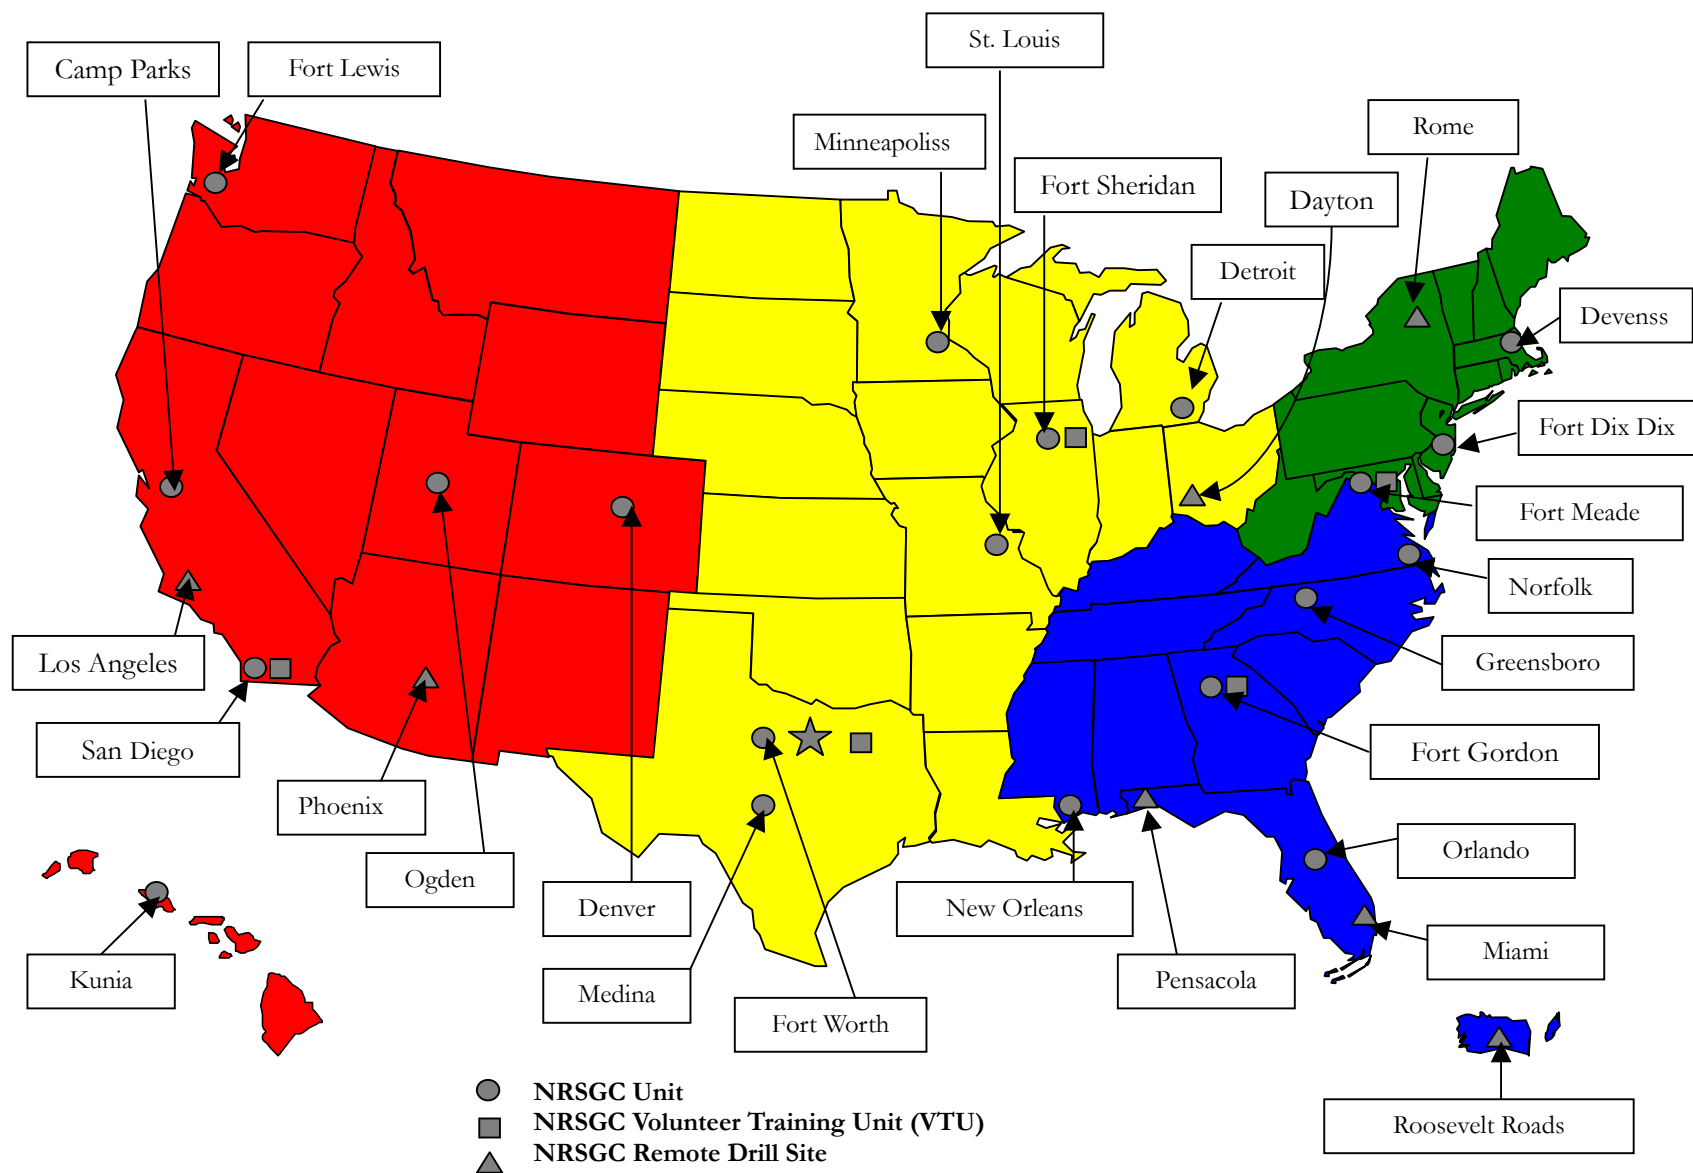 St. Louis
Camp Parks
Fort Lewis
Rome
Minneapoliss
Fort Sheridan
Dayton
Detroit
Devenss
Fort Dix Dix
Fort Meade
Norfolk
Los Angeles
Greensboro
San Diego
Fort Gordon
Phoenix
Orlando
Ogden
Denver
New Orleans
Miami
Kunia
Medina
Pensacola
Fort Worth
NRSGC Unit
NRSGC Volunteer Training Unit (VTU)
NRSGC Remote Drill Site
Roosevelt Roads